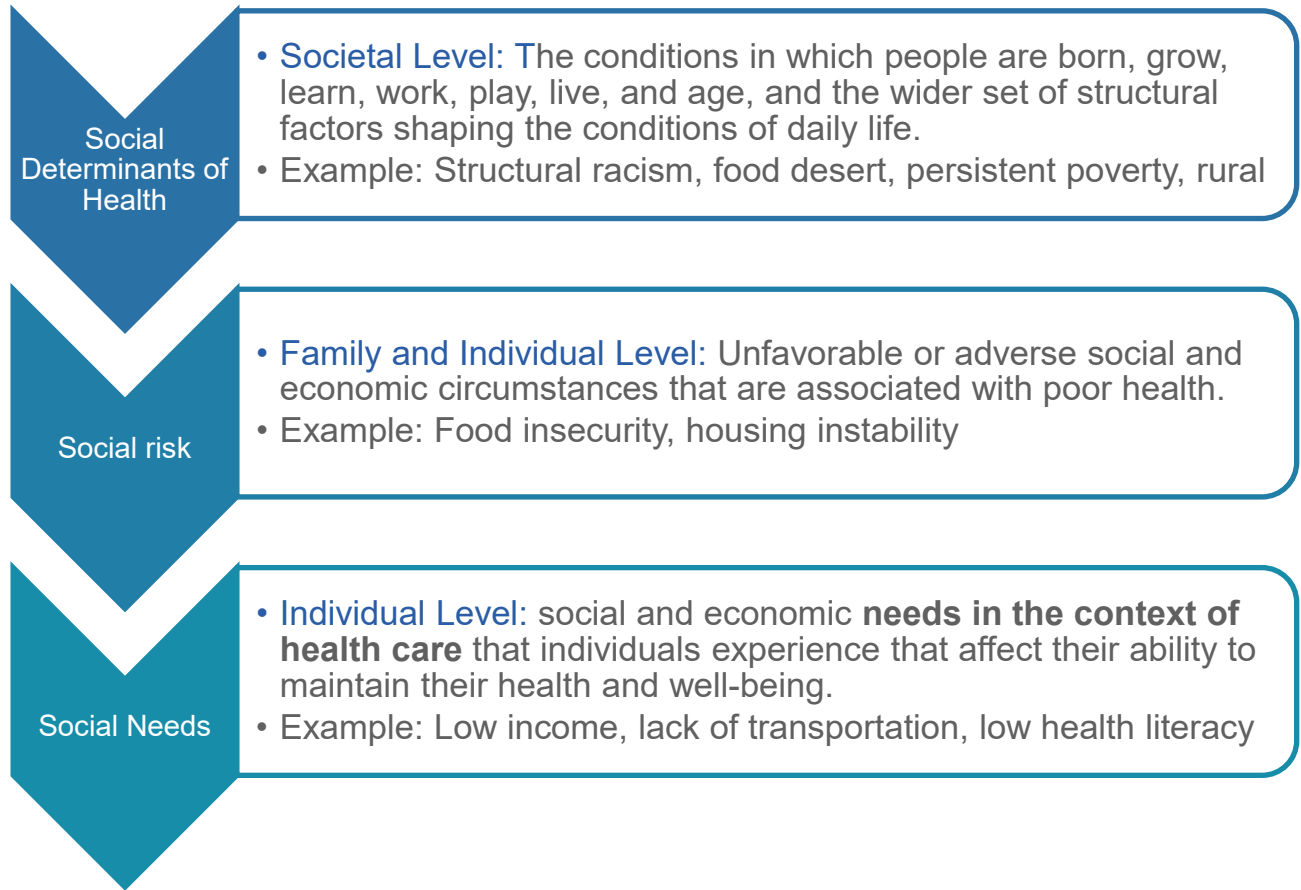 Social
Determinants of
Health
• Societal Level: The conditions in which people are born, grow,
learn, work, play, live, and age, and the wider set of structural
factors shaping the conditions of daily life.
• Example: Structural racism, food desert, persistent poverty, rural
Social risk
• Family and Individual Level: Unfavorable or adverse social and
economic circumstances that are associated with poor health.
• Example: Food insecurity, housing instability
Social Needs
• Individual Level: social and economic needs in the context of
health care that individuals experience that affect their ability to
maintain their health and well-being.
• Example: Low income, lack of transportation, low health literacy